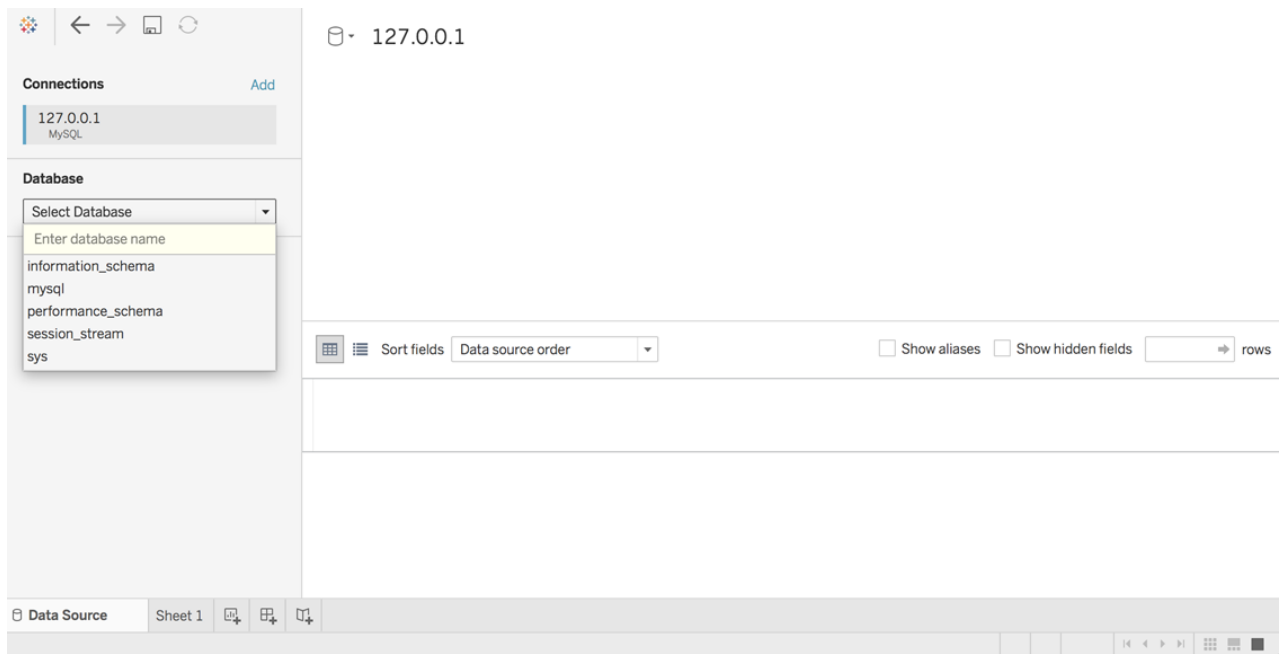 127.0.0.1
Connections Add
127.0.0.1
MySQL
Database
Select Database
Enter database name
information_schema
mysql
performance_schema
session_stream
sys
Sort fields Data source order Show aliases Show hidden fields rows
Data Source Sheet 1